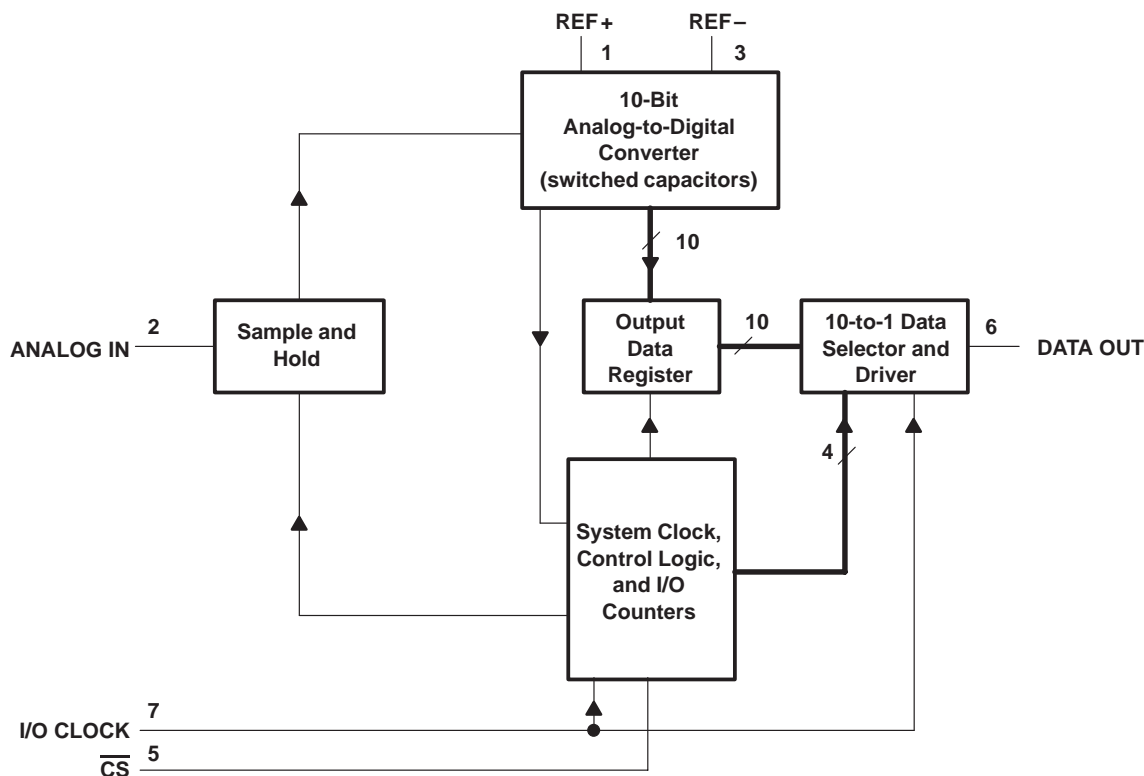 REF+
REF–
1
3
10-Bit
Analog-to-Digital
Converter
(switched capacitors)
10
2
ANALOG IN
Sample and
Hold
Output
Data
Register
10
10-to-1 Data
Selector and
Driver
6
DATA OUT
4
System Clock,
Control Logic,
and I/O
Counters
7
I/O CLOCK
5
C̅S̅